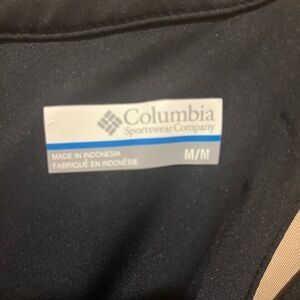 Columbia
Sportswear Company
MADE IN INDONESIA
FABRIQUÉ EN INDONÉSIE
M/M